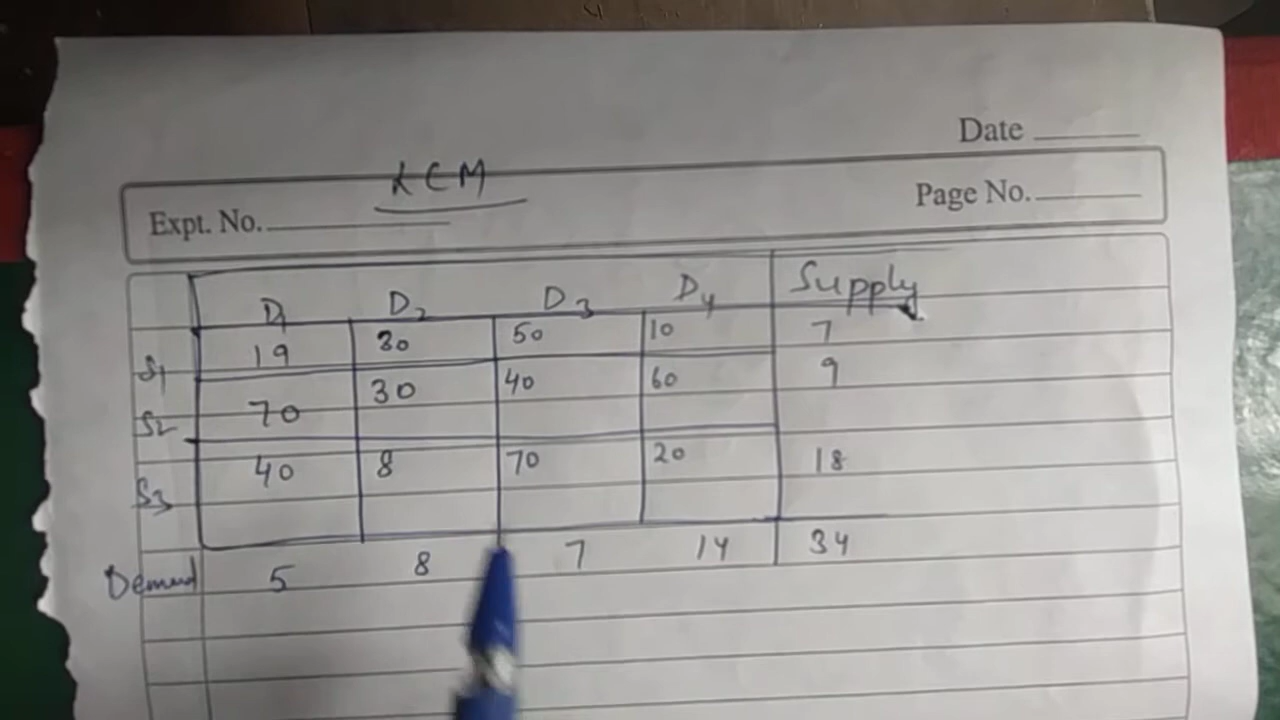 Date
LCM
Expt. No.
Page No.
D1 D2 D3 D4 Supply
S1 19 30 50 10 7
S2 70 30 40 60 9
S3 40 8 70 20 18
Demand 5 8 7 14 34